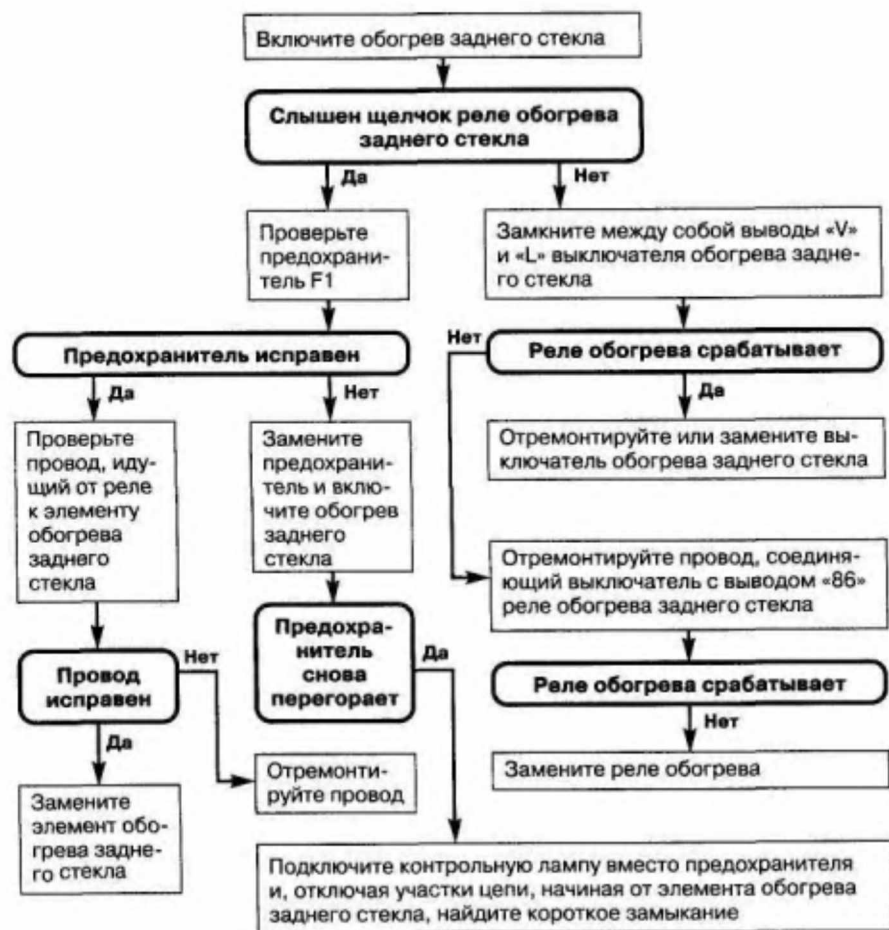 Включите обогрев заднего стекла
Слышен щелчок реле обогрева
заднего стекла
Да
Нет
Проверьте
предохрани-
тель F1
Замкните между собой выводы «V»
и «L» выключателя обогрева задне-
го стекла
Предохранитель исправен
Нет
Реле обогрева срабатывает
Да
Нет
Да
Проверьте
провод, иду-
щий от реле
к элементу
обогрева
заднего
стекла
Замените
предохрани-
тель и вклю-
чите обогрев
заднего
стекла
Отремонтируйте или замените вы-
ключатель обогрева заднего стекла
Отремонтируйте провод, соединя-
ющий выключатель с выводом «86»
реле обогрева заднего стекла
Провод
исправен
Нет
Предохра-
нитель
снова
перегорает
Да
Реле обогрева срабатывает
Да
Нет
Замените
элемент обо-
грева задне-
го стекла
Отремонти-
руйте провод
Замените реле обогрева
Подключите контрольную лампу вместо предохранителя
и, отключая участки цепи, начиная от элемента обогрева
заднего стекла, найдите короткое замыкание